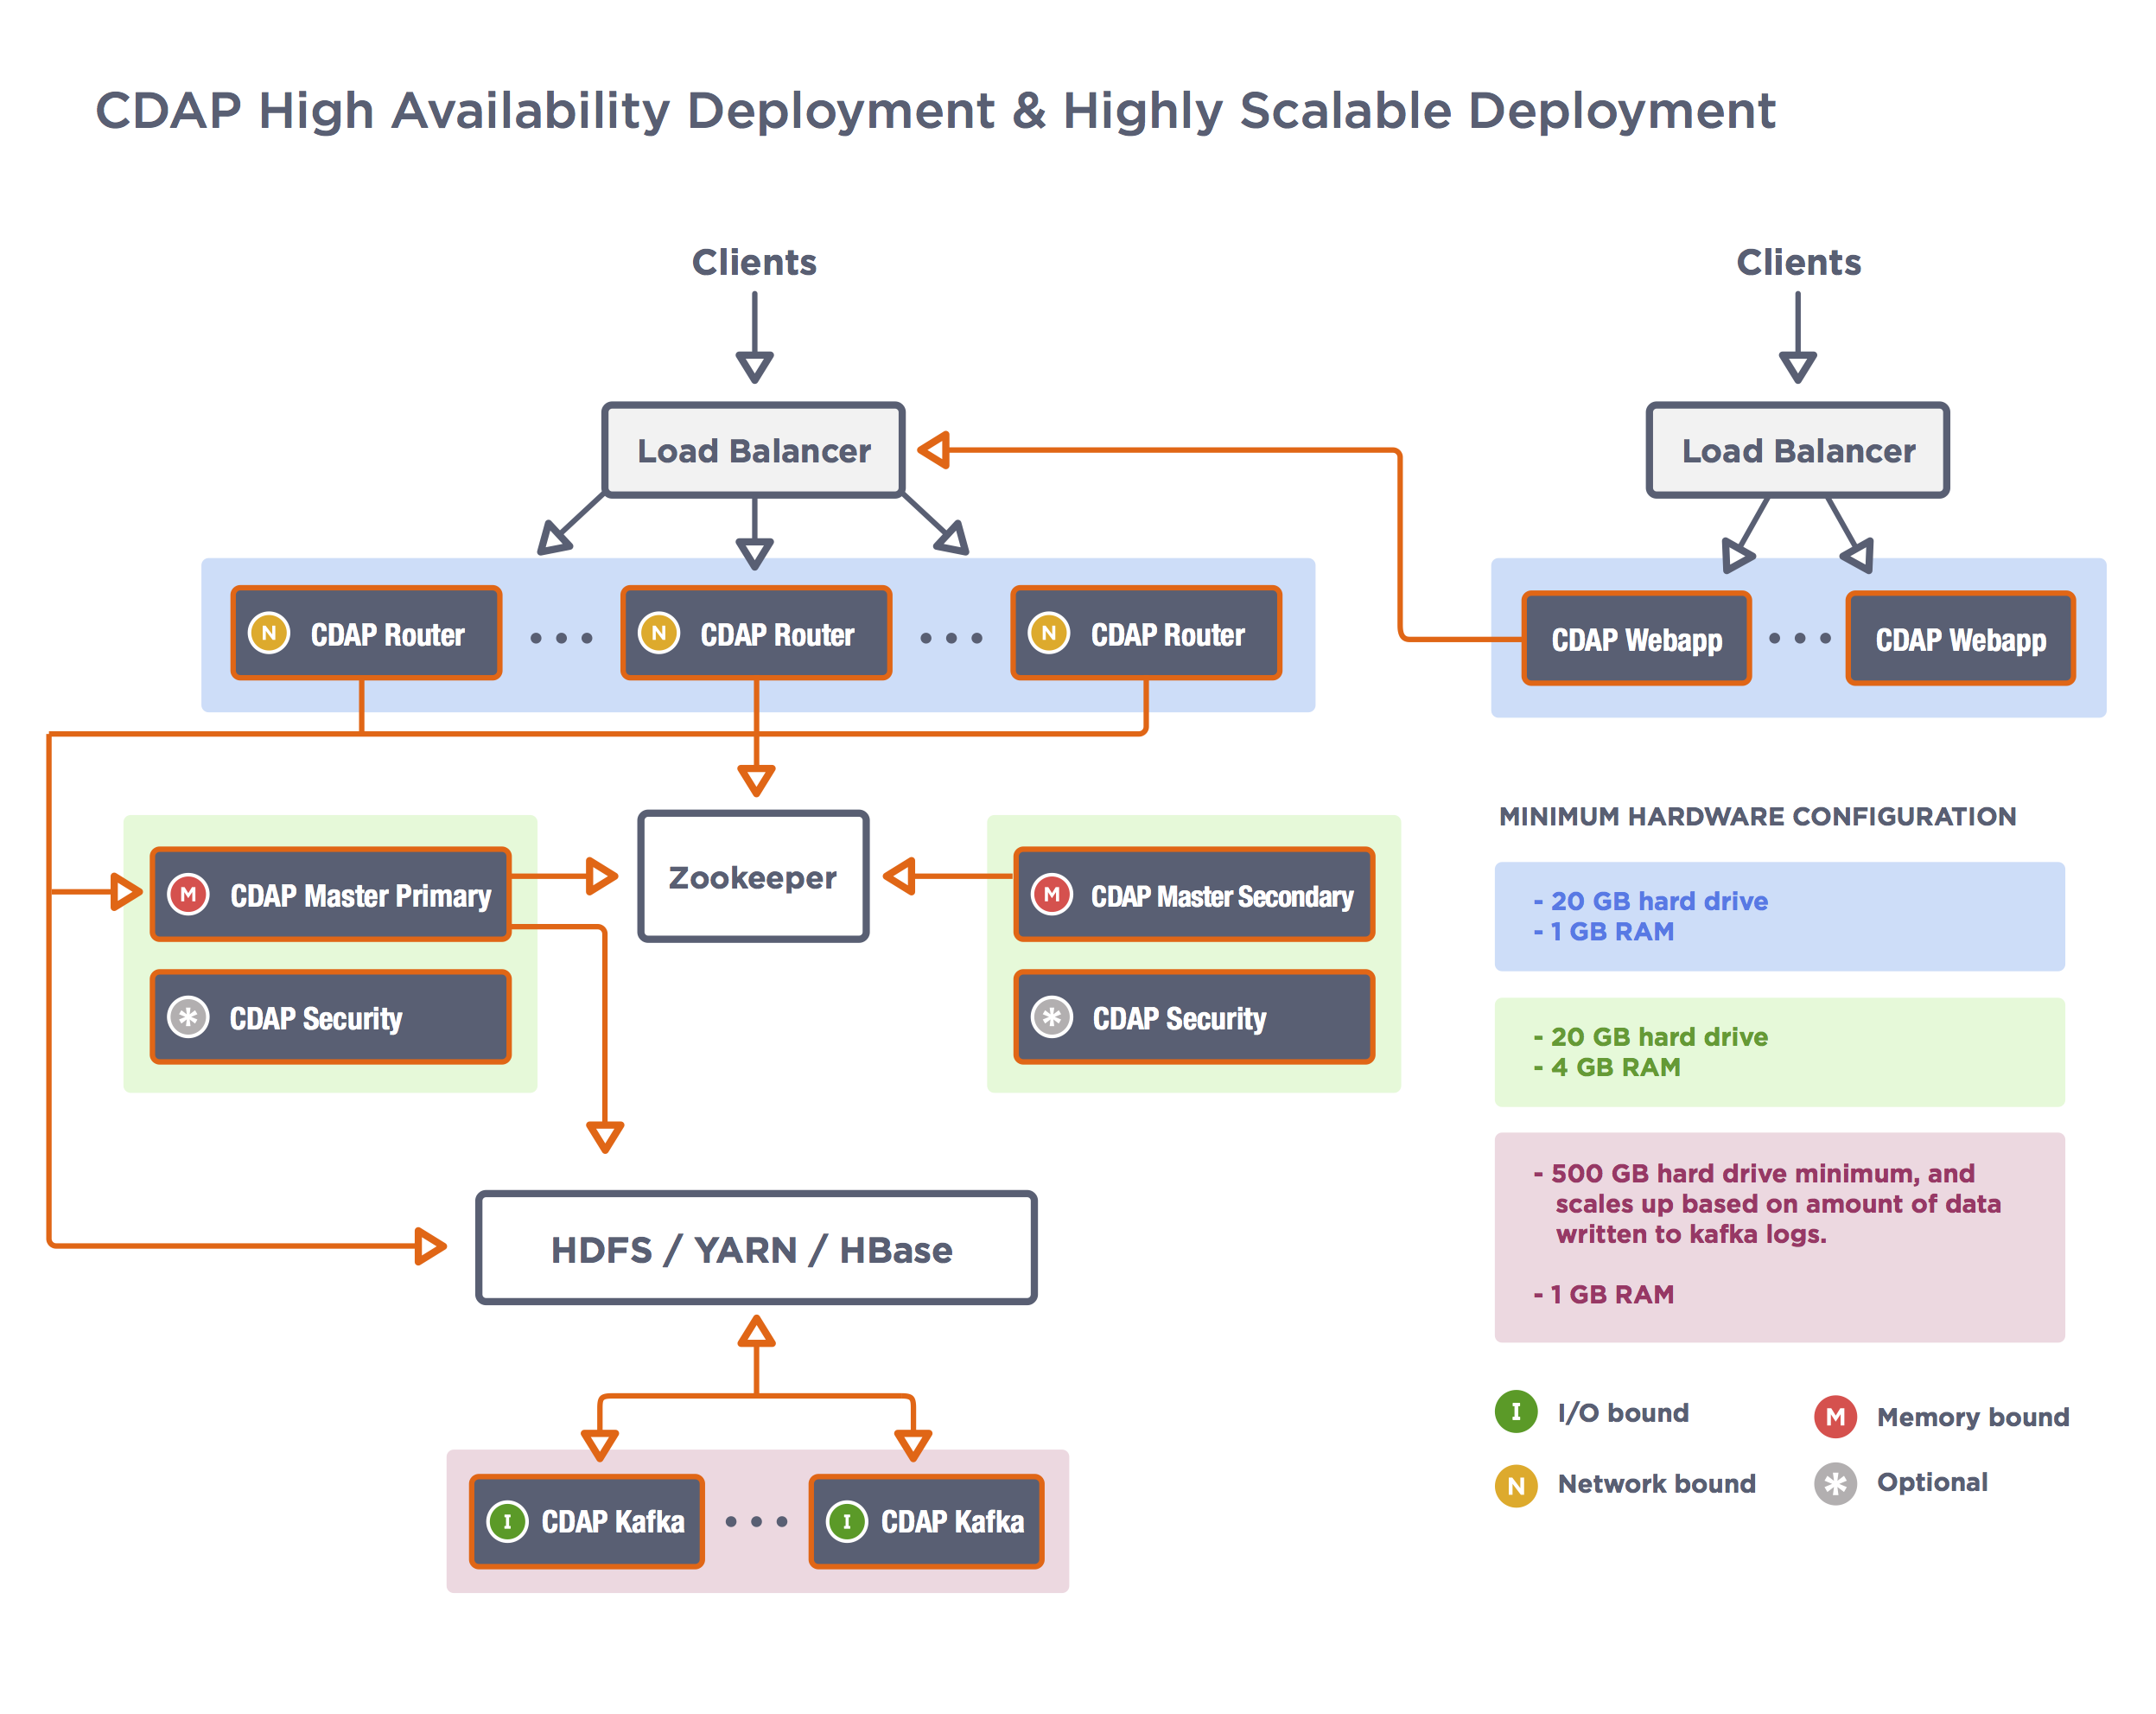 CDAP High Availability Deployment & Highly Scalable Deployment
Clients
Clients
Load Balancer
Load Balancer
N CDAP Router
N CDAP Router
N CDAP Router
CDAP Webapp
CDAP Webapp
Zookeeper
M CDAP Master Primary
* CDAP Security
M CDAP Master Secondary
* CDAP Security
HDFS / YARN / HBase
I CDAP Kafka
I CDAP Kafka
MINIMUM HARDWARE CONFIGURATION
- 20 GB hard drive
- 1 GB RAM
- 20 GB hard drive
- 4 GB RAM
- 500 GB hard drive minimum, and
scales up based on amount of data
written to kafka logs.
- 1 GB RAM
I I/O bound
M Memory bound
N Network bound
* Optional